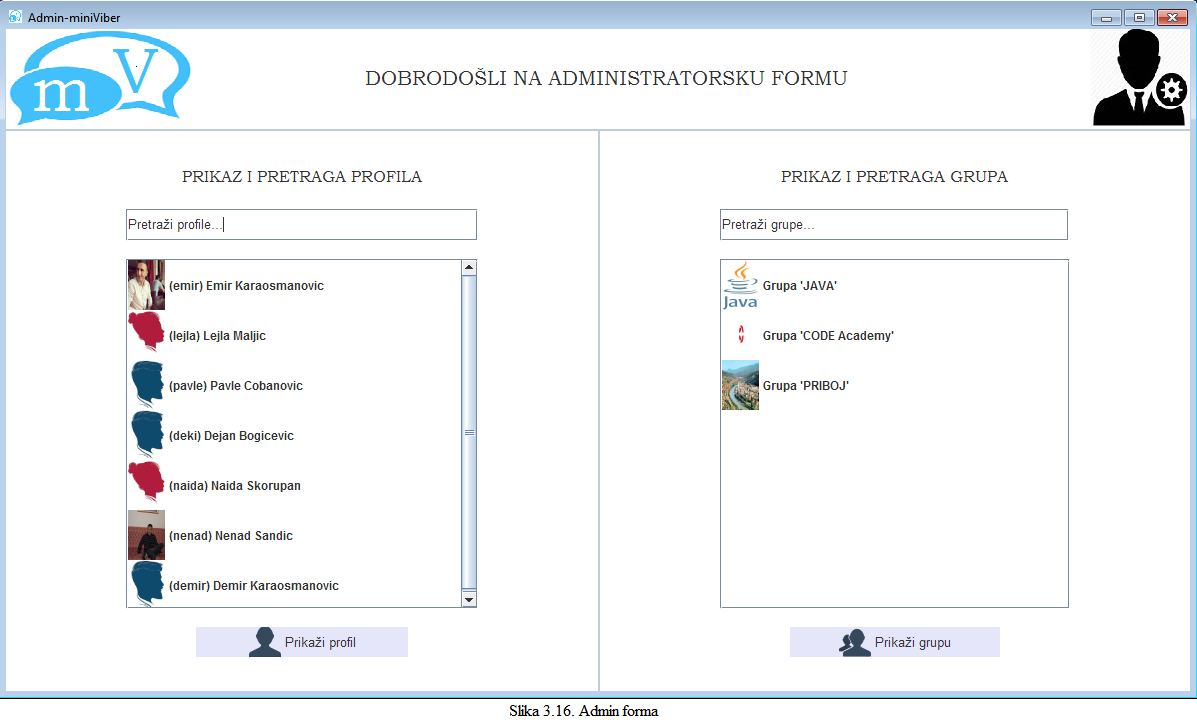 Admin-miniViber
m V
DOBRODOŠLI NA ADMINISTRATORSKU FORMU
PRIKAZ I PRETRAGA PROFILA
Pretraži profile...
(emir) Emir Karaosmanovic
(lejla) Lejla Maljic
(pavle) Pavle Cobanovic
(deki) Dejan Bogicevic
(naida) Naida Skorupan
(nenad) Nenad Sandic
(demir) Demir Karaosmanovic
Prikaži profil
PRIKAZ I PRETRAGA GRUPA
Pretraži grupe...
Java
Grupa 'JAVA'
Grupa 'CODE Academy'
Grupa 'PRIBOJ'
Prikaži grupu
Slika 3.16. Admin forma